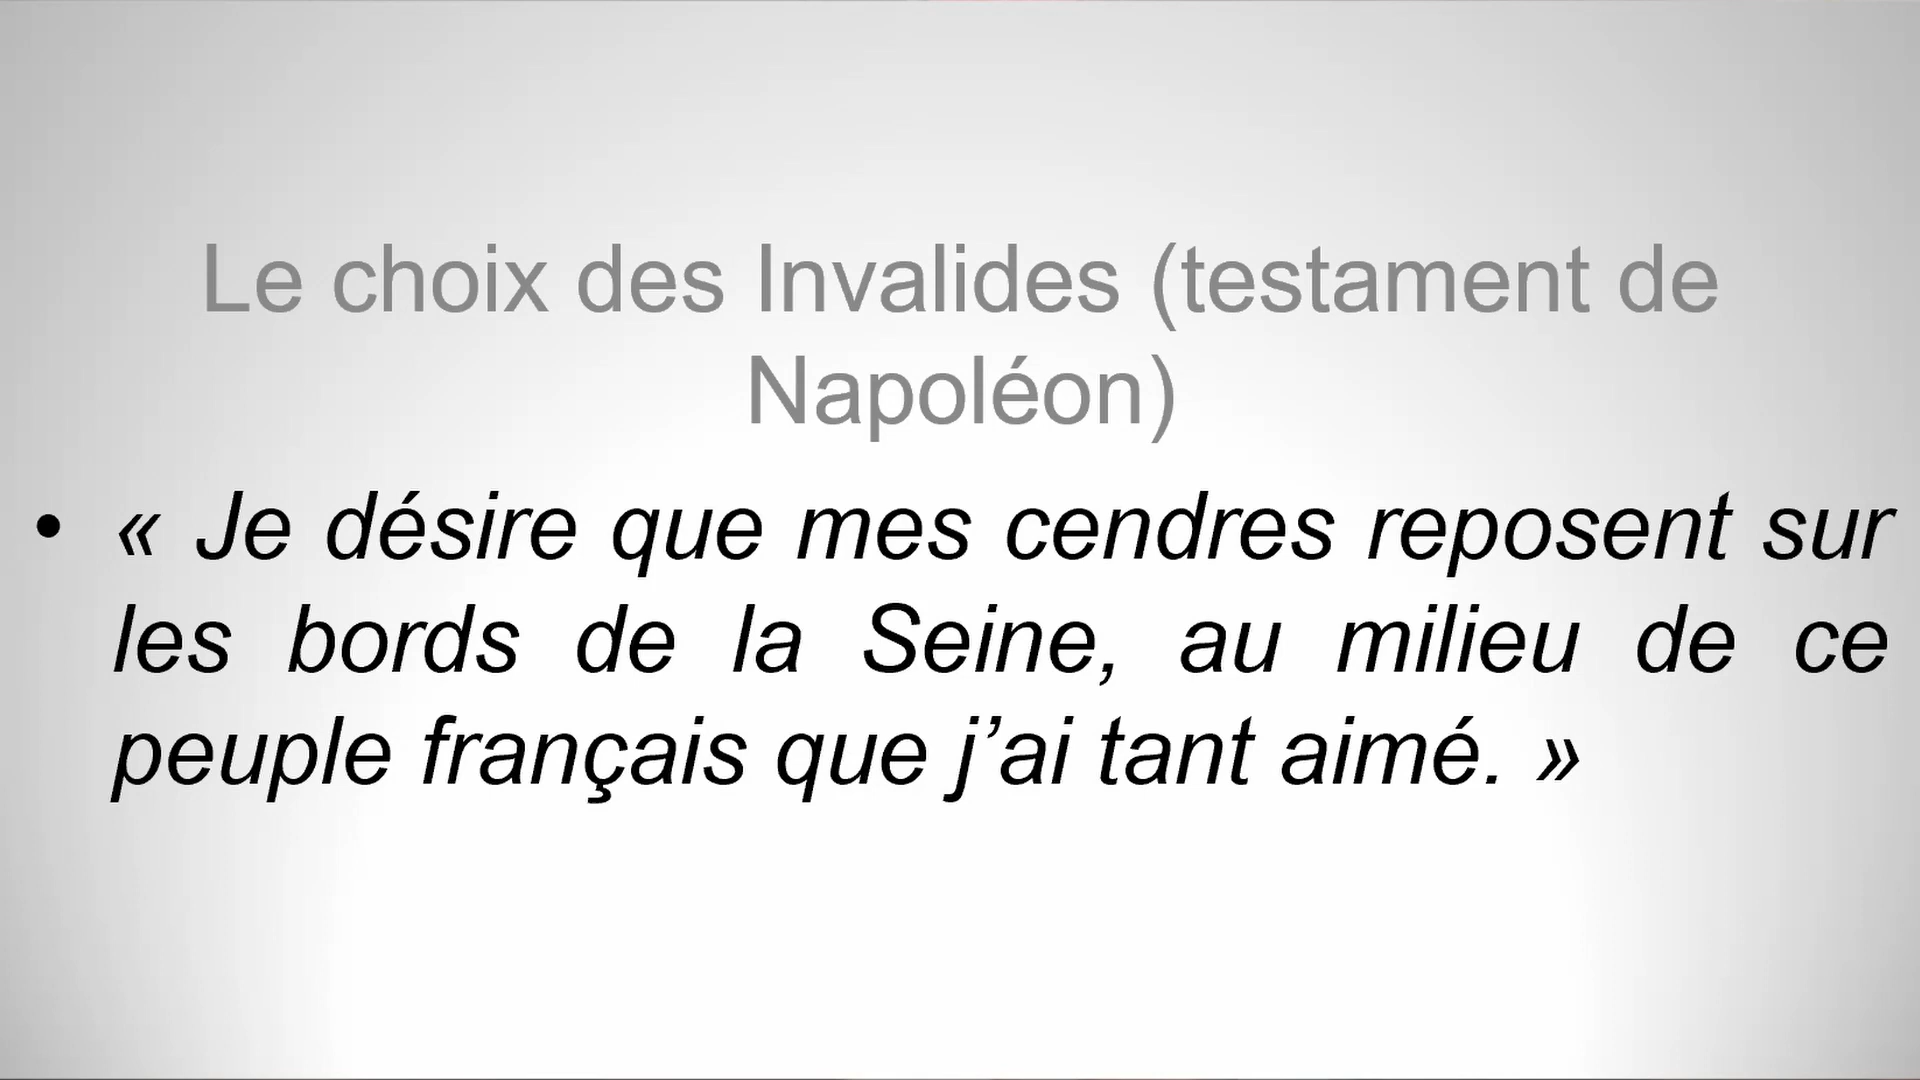 Le choix des Invalides (testament de
Napoléon)
• « Je désire que mes cendres reposent sur
les bords de la Seine, au milieu de ce
peuple français que j’ai tant aimé. »